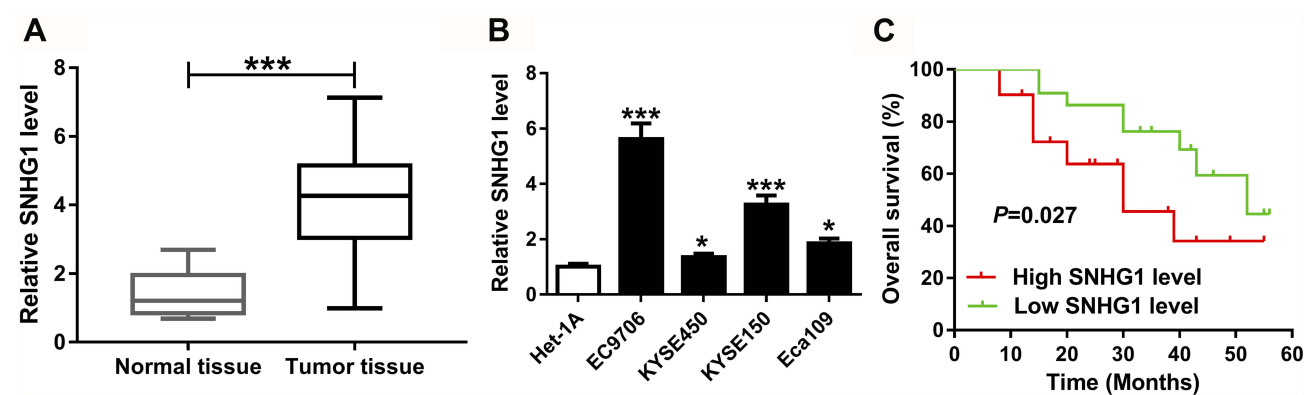 A
Relative SNHG1 level
8
6
4
2
0
***
Normal tissue
Tumor tissue
B
Relative SNHG1 level
8
6
4
2
0
***
*
***
*
Het-1A
EC9706
KYSE450
KYSE150
Eca109
C
Overall survival (%)
100
80
60
40
20
0
P=0.027
High SNHG1 level
Low SNHG1 level
0 10 20 30 40 50 60
Time (Months)